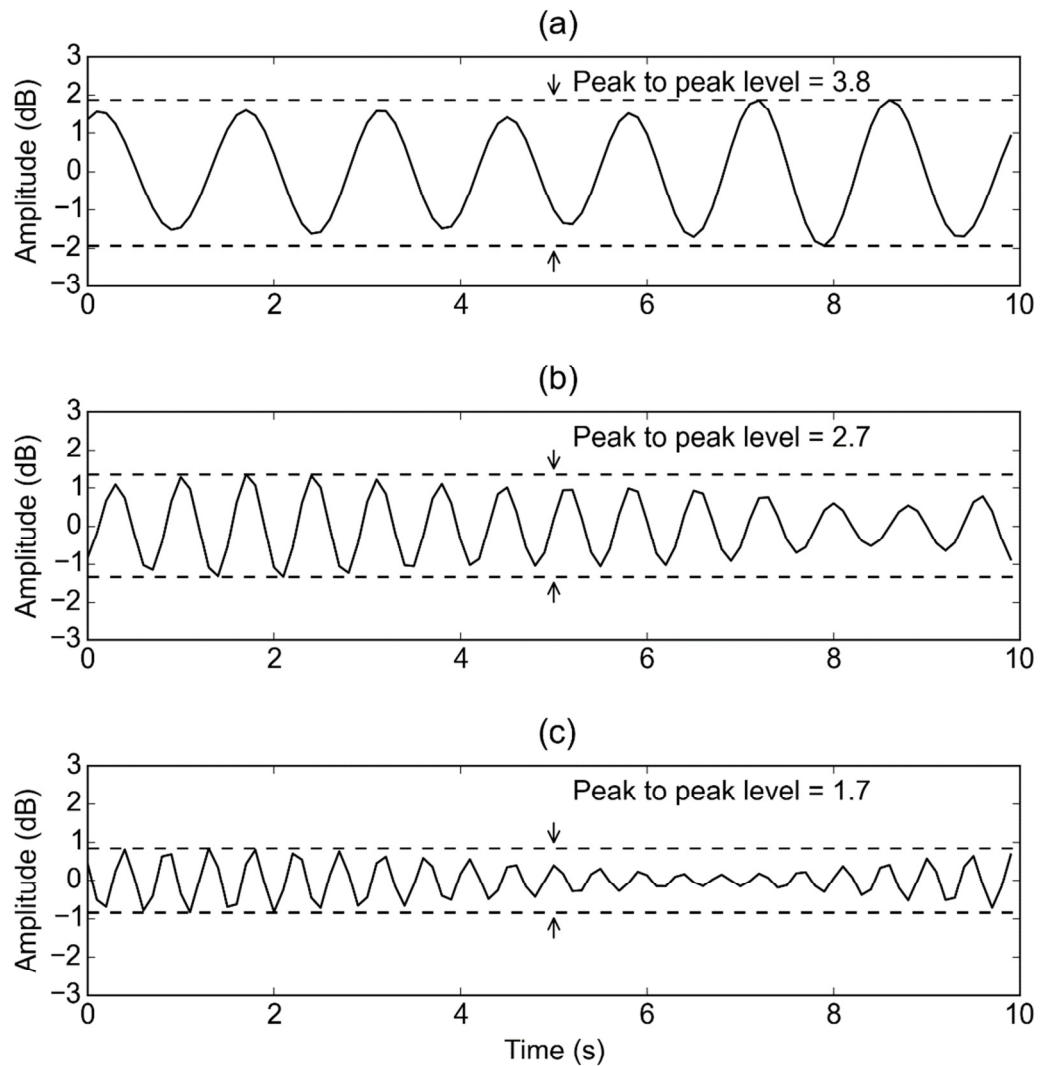 (a)
Peak to peak level = 3.8
Amplitude (dB)
3
2
1
0
−1
−2
−3
0 2 4 6 8 10
(b)
Peak to peak level = 2.7
Amplitude (dB)
3
2
1
0
−1
−2
−3
0 2 4 6 8 10
(c)
Peak to peak level = 1.7
Amplitude (dB)
3
2
1
0
−1
−2
−3
0 2 4 6 8 10
Time (s)